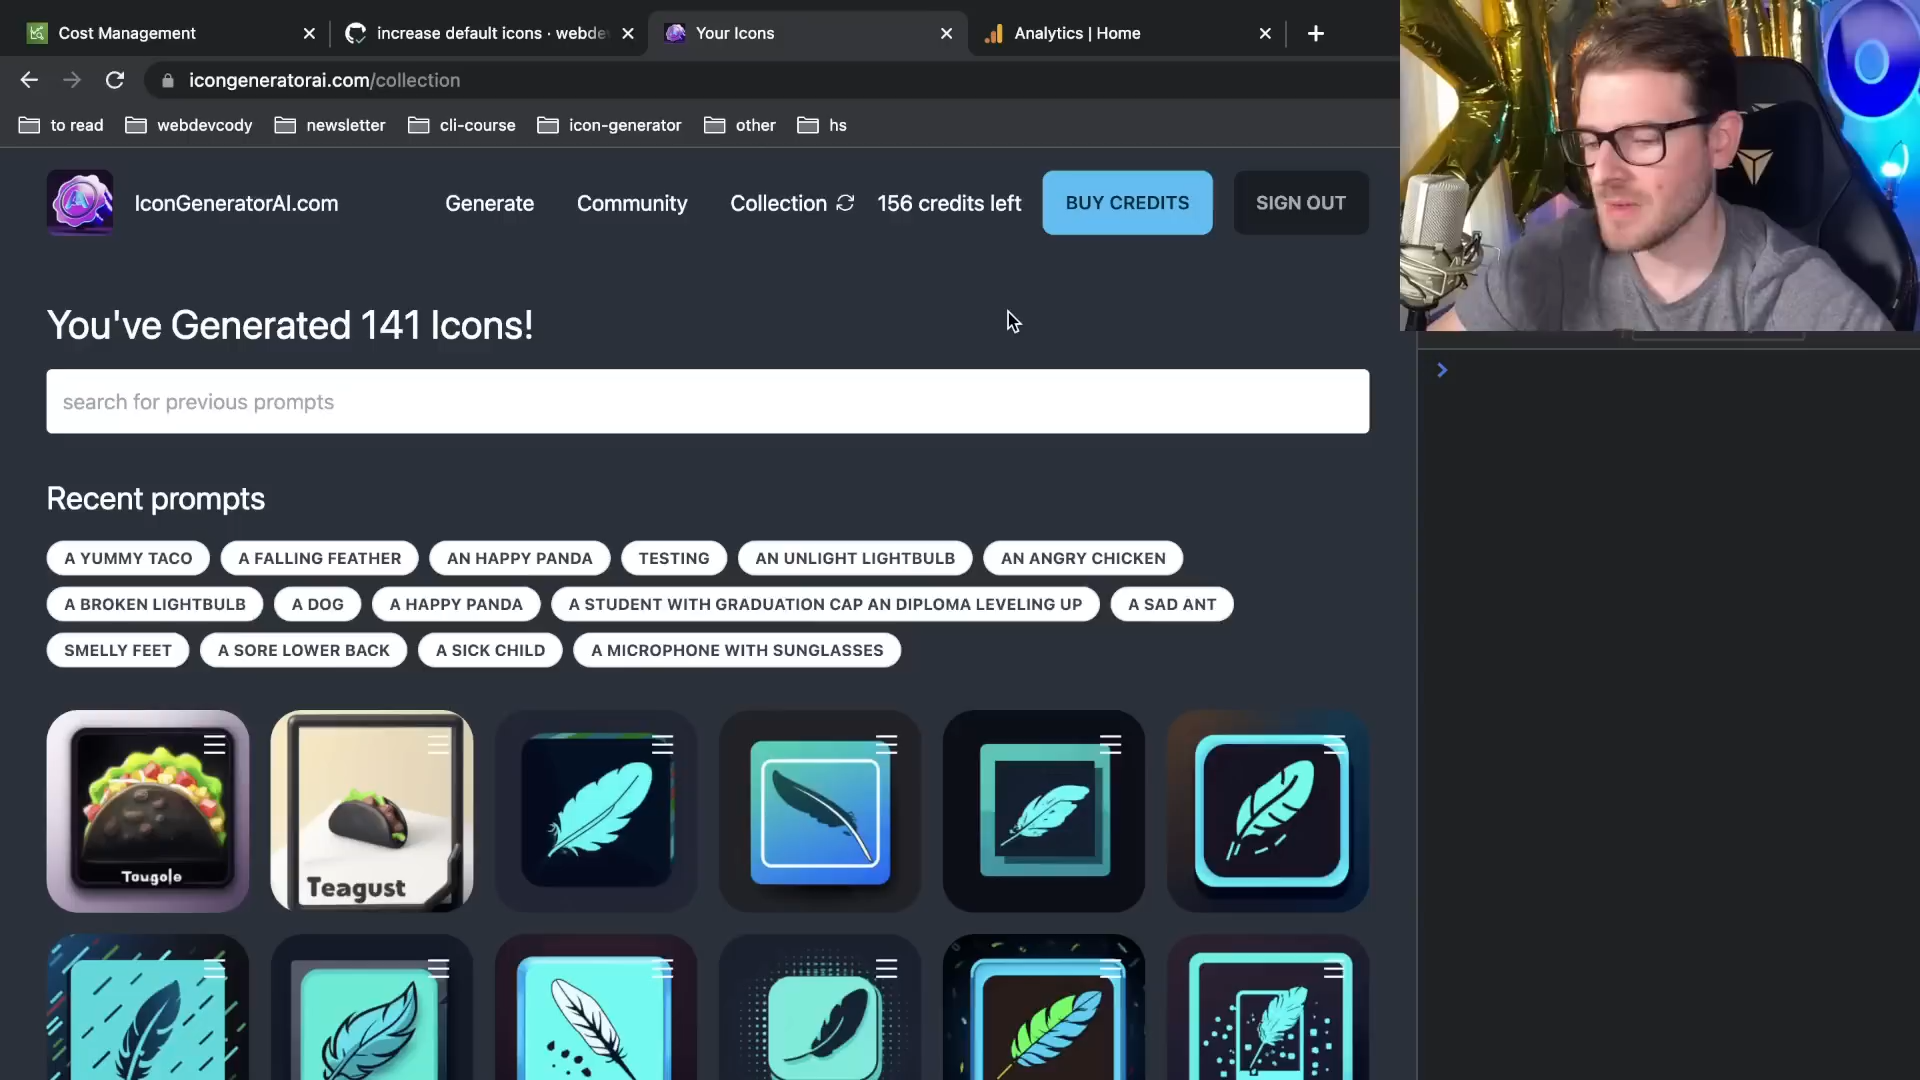 Cost Management
increase default icons · webde
Your Icons
Analytics | Home
icongeneratorai.com/collection
to read
webdevcody
newsletter
cli-course
icon-generator
other
hs
IconGeneratorAI.com
Generate
Community
Collection
156 credits left
BUY CREDITS
SIGN OUT
You've Generated 141 Icons!
search for previous prompts
Recent prompts
A YUMMY TACO
A FALLING FEATHER
AN HAPPY PANDA
TESTING
AN UNLIGHT LIGHTBULB
AN ANGRY CHICKEN
A BROKEN LIGHTBULB
A DOG
A HAPPY PANDA
A STUDENT WITH GRADUATION CAP AN DIPLOMA LEVELING UP
A SAD ANT
SMELLY FEET
A SORE LOWER BACK
A SICK CHILD
A MICROPHONE WITH SUNGLASSES
Tougole
Teagust